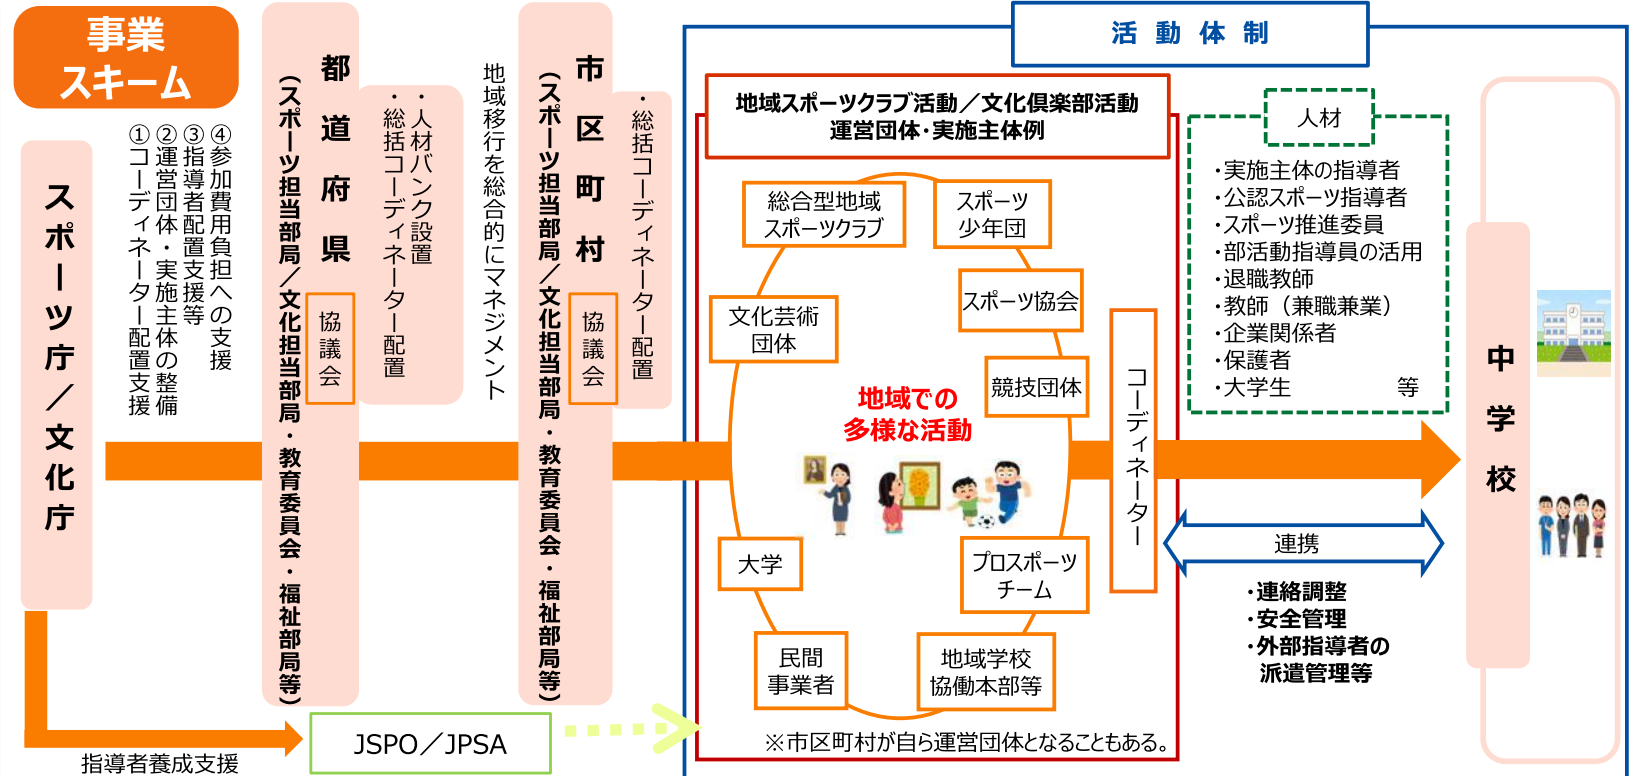 事業
スキーム
スポーツ庁／文化庁
①コーディネーター配置支援
②運営団体・実施主体の整備
③指導者配置支援等
④参加費用負担への支援
都道府県
(スポーツ担当部局／文化担当部局・教育委員会・福祉部局等)
協議会
・人材バンク設置
・総括コーディネーター配置
地域移行を総合的にマネジメント
市区町村
(スポーツ担当部局／文化担当部局・教育委員会・福祉部局等)
協議会
・総括コーディネーター配置
指導者養成支援
JSPO／JPSA
活動体制
地域スポーツクラブ活動／文化倶楽部活動
運営団体・実施主体例
総合型地域
スポーツクラブ
スポーツ
少年団
文化芸術
団体
スポーツ協会
競技団体
地域での
多様な活動
大学
プロスポーツ
チーム
民間
事業者
地域学校
協働本部等
※市区町村が自ら運営団体となることもある。
コーディネーター
人材
・実施主体の指導者
・公認スポーツ指導者
・スポーツ推進委員
・部活動指導員の活用
・退職教師
・教師（兼職兼業）
・企業関係者
・保護者
・大学生　　　　　等
連携
・連絡調整
・安全管理
・外部指導者の
派遣管理等
中学校